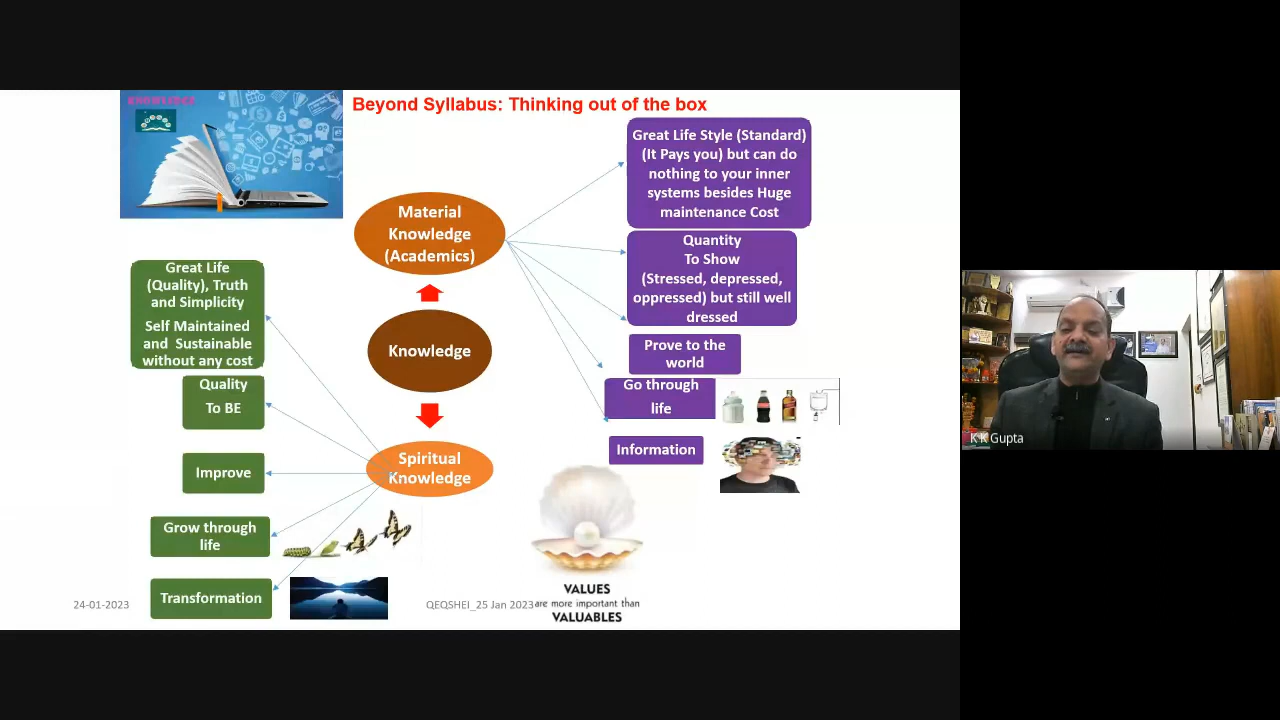 KNOWLEDGE
Beyond Syllabus: Thinking out of the box
Great Life Style (Standard)
(It Pays you) but can do
nothing to your inner
systems besides Huge
maintenance Cost
Material
Knowledge
(Academics)
Quantity
To Show
(Stressed, depressed,
oppressed) but still well
dressed
Great Life
(Quality), Truth
and Simplicity
Self Maintained
and Sustainable
without any cost
Knowledge
Prove to the
world
Quality
To BE
Go through
life
Information
Improve
Spiritual
Knowledge
Grow through
life
Transformation
VALUES
are more important than
VALUABLES
24-01-2023
QEQSHEI_25 Jan 2023
K K Gupta